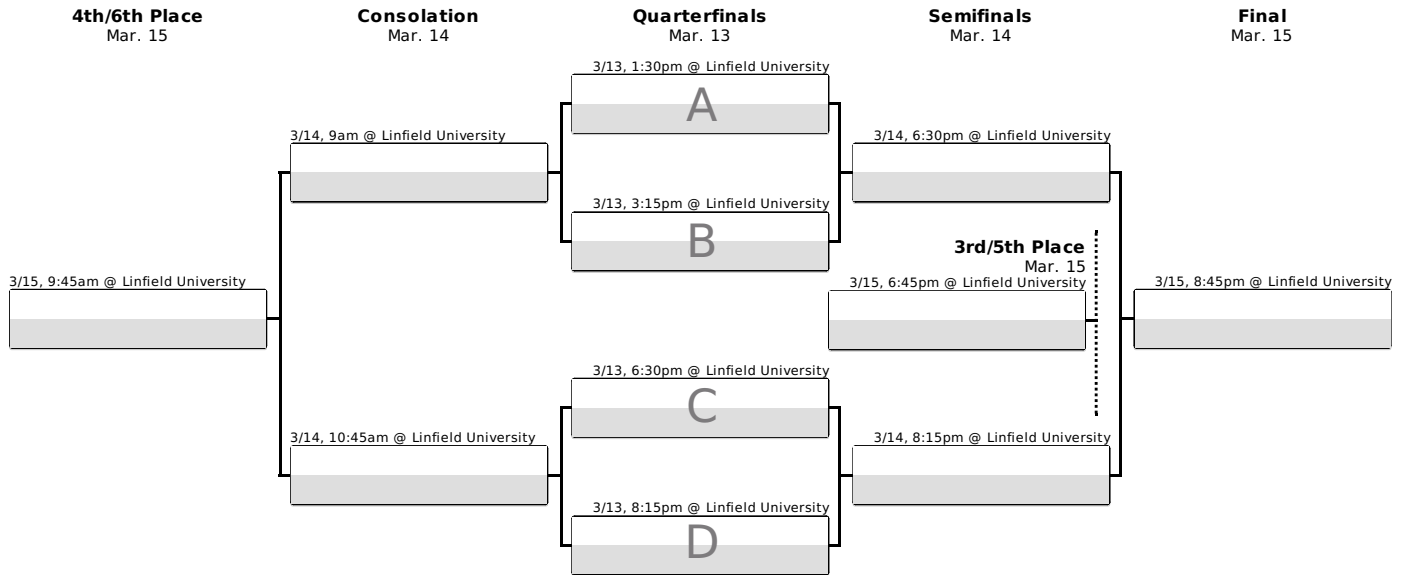 4th/6th Place
Mar. 15
Consolation
Mar. 14
Quarterfinals
Mar. 13
Semifinals
Mar. 14
Final
Mar. 15
3/13, 1:30pm @ Linfield University
A
3/14, 9am @ Linfield University
3/14, 6:30pm @ Linfield University
3/13, 3:15pm @ Linfield University
B
3rd/5th Place
Mar. 15
3/15, 9:45am @ Linfield University
3/15, 6:45pm @ Linfield University
3/15, 8:45pm @ Linfield University
3/13, 6:30pm @ Linfield University
C
3/14, 10:45am @ Linfield University
3/14, 8:15pm @ Linfield University
3/13, 8:15pm @ Linfield University
D